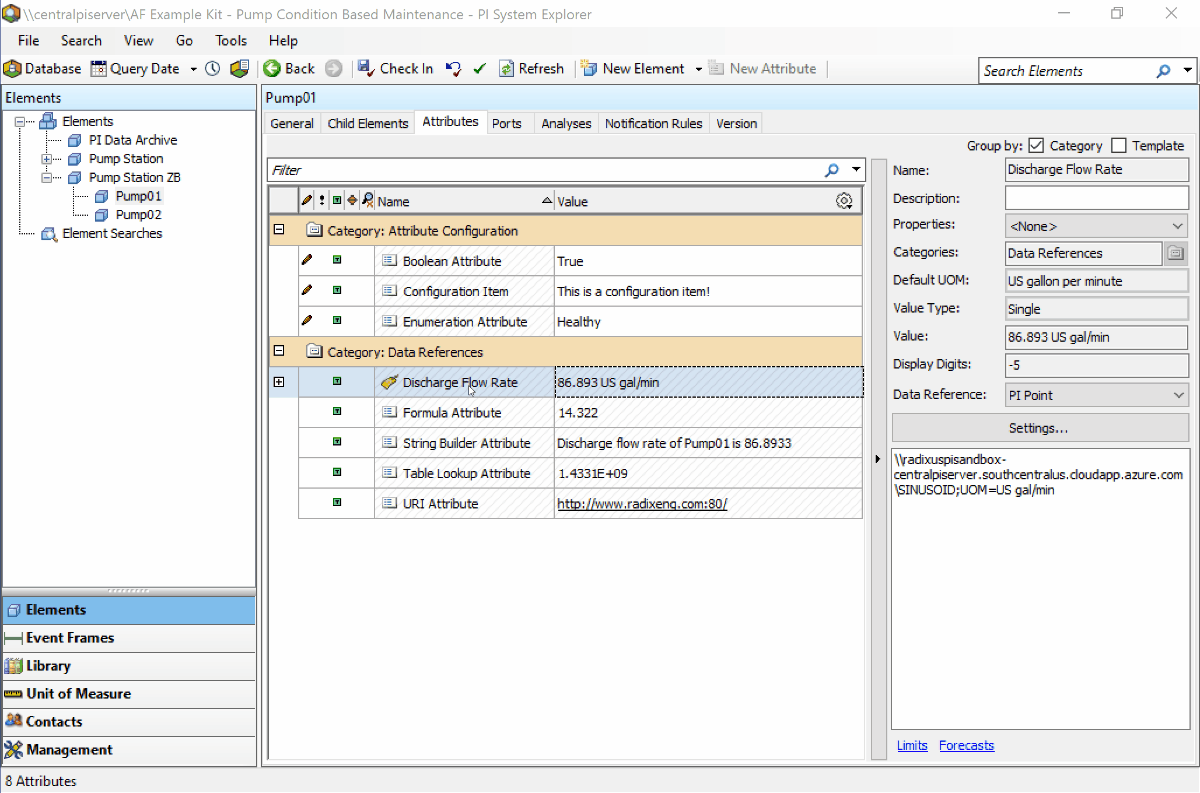 \\centralpiserver\AF Example Kit - Pump Condition Based Maintenance - PI System Explorer
File Search View Go Tools Help
Database Query Date Back Check In Refresh New Element New Attribute
Search Elements
Elements
Elements
PI Data Archive
Pump Station
Pump Station ZB
Pump01
Pump02
Element Searches
Elements
Event Frames
Library
Unit of Measure
Contacts
Management
Pump01
General Child Elements Attributes Ports Analyses Notification Rules Version
Group by: Category Template
Filter
Name Value
Category: Attribute Configuration
Boolean Attribute True
Configuration Item This is a configuration item!
Enumeration Attribute Healthy
Category: Data References
Discharge Flow Rate 86.893 US gal/min
Formula Attribute 14.322
String Builder Attribute Discharge flow rate of Pump01 is 86.8933
Table Lookup Attribute 1.4331E+09
URI Attribute http://www.radixeng.com:80/
Name: Discharge Flow Rate
Description:
Properties: <None>
Categories: Data References
Default UOM: US gallon per minute
Value Type: Single
Value: 86.893 US gal/min
Display Digits: -5
Data Reference: PI Point
Settings...
\\radixuspisandbox-
centralpiserver.southcentralus.cloudapp.azure.com
\SINUSOID;UOM=US gal/min
Limits Forecasts
8 Attributes